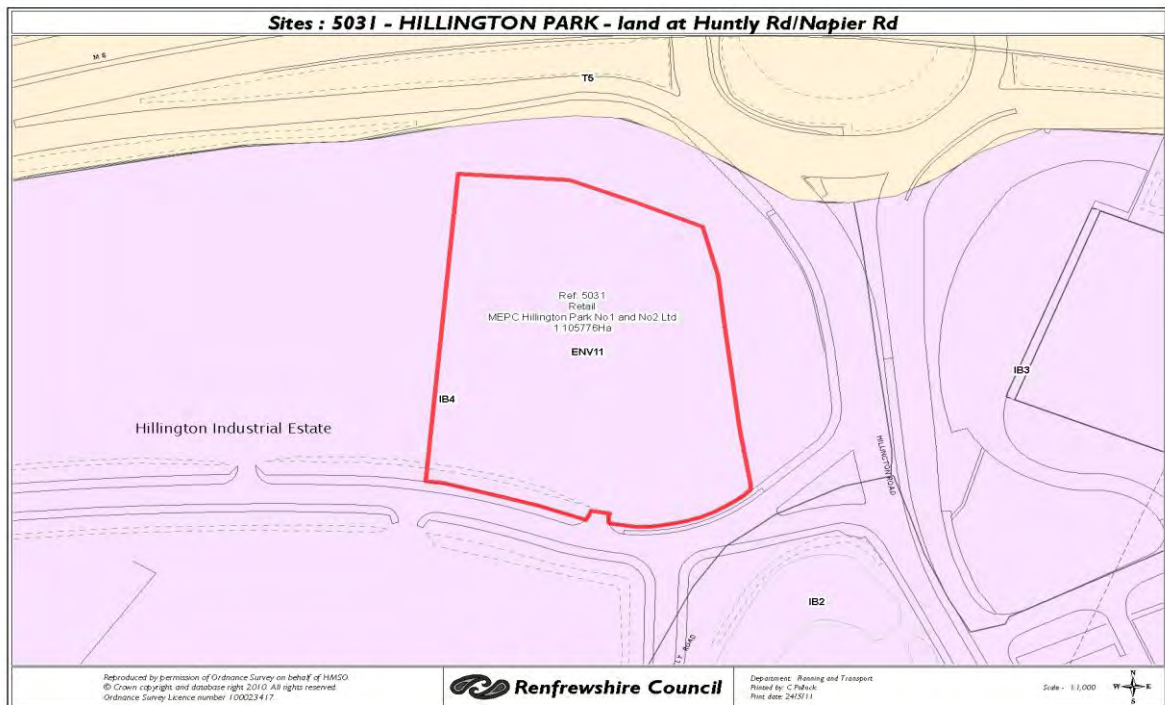 Sites : 5031 - HILLINGTON PARK - land at Huntly Rd/Napier Rd
M 8
T5
Ref: 5031
Retail
MEPC Hillington Park No1 and No2 Ltd
1.105776Ha
ENV11
IB4
IB3
Hillington Industrial Estate
HILLINGTON ROAD
IB2
LY ROAD
Reproduced by permission of Ordnance Survey on behalf of HMSO.
© Crown copyright and database right 2010. All rights reserved.
Ordnance Survey Licence number 100023417.
Renfrewshire Council
Department: Planning and Transport
Printed by: C Pollock
Print date: 24/5/11
Scale - 1:1,000
N
W E
S